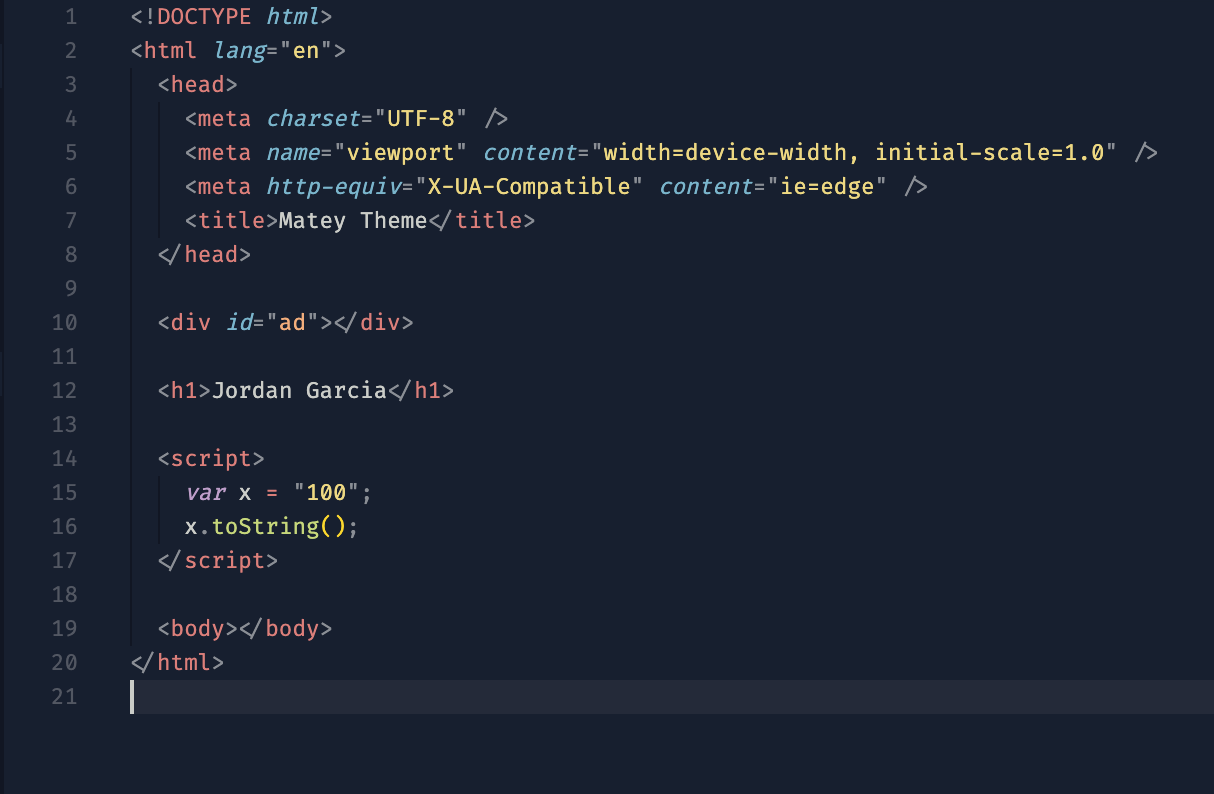 1 <!DOCTYPE html>
2 <html lang="en">
3   <head>
4     <meta charset="UTF-8" />
5     <meta name="viewport" content="width=device-width, initial-scale=1.0" />
6     <meta http-equiv="X-UA-Compatible" content="ie=edge" />
7     <title>Matey Theme</title>
8   </head>
9
10   <div id="ad"></div>
11
12   <h1>Jordan Garcia</h1>
13
14   <script>
15     var x = "100";
16     x.toString();
17   </script>
18
19   <body></body>
20 </html>
21